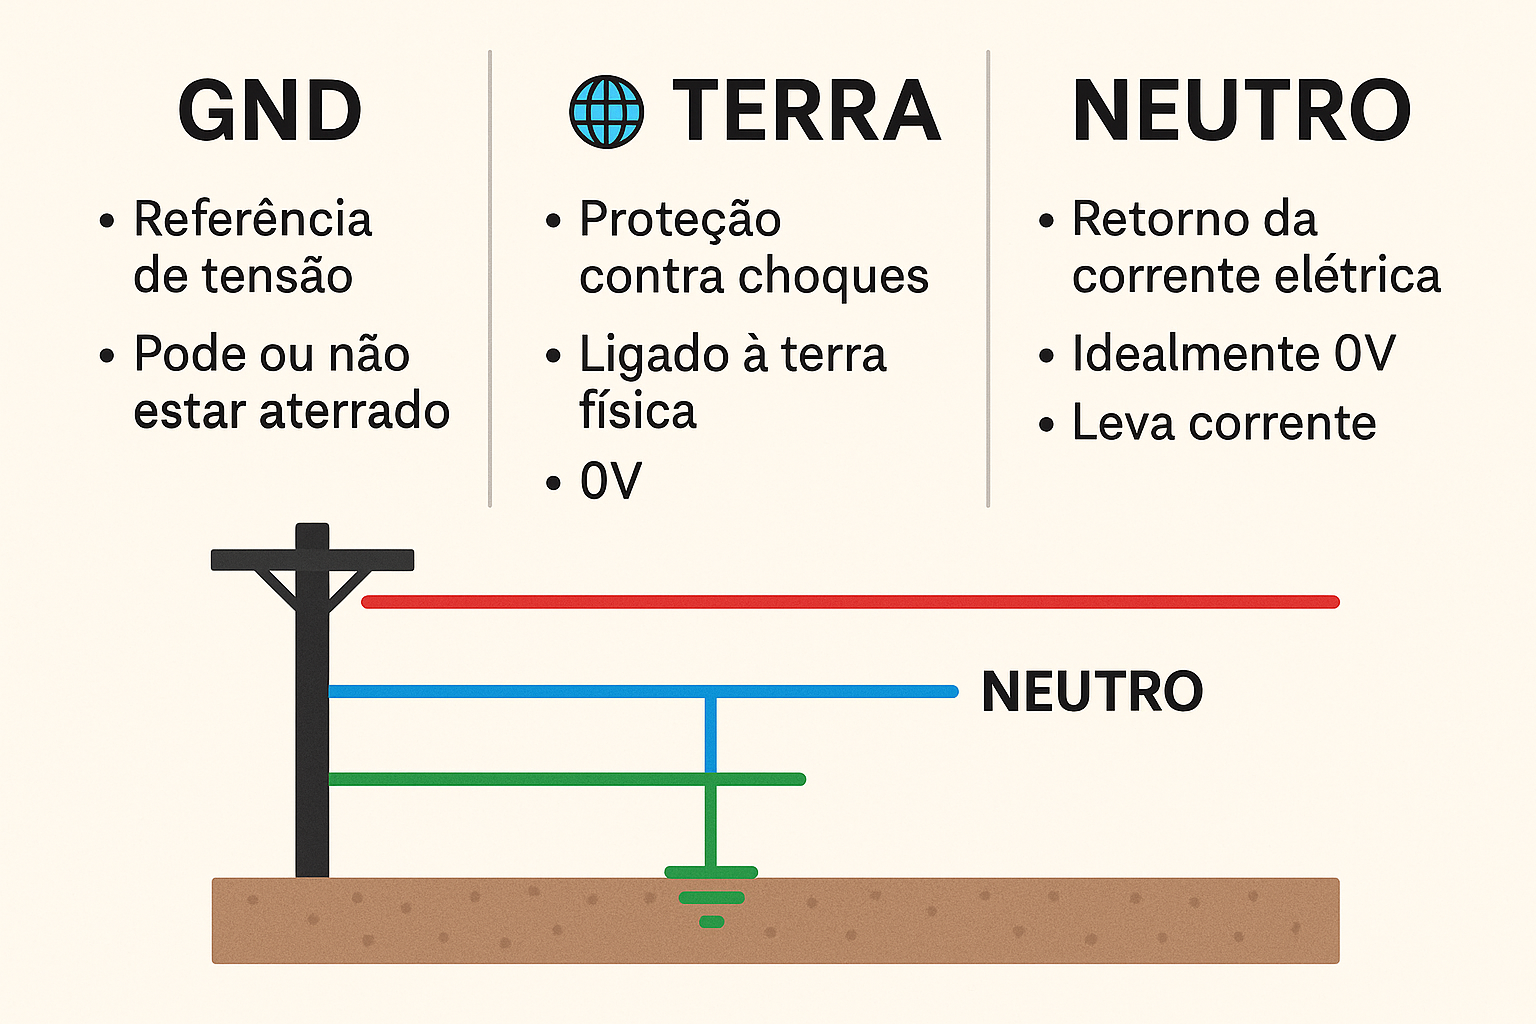 GND
• Referência
de tensão
• Pode ou não
estar aterrado
TERRA
• Proteção
contra choques
• Ligado à terra
física
• 0V
NEUTRO
• Retorno da
corrente elétrica
• Idealmente 0V
• Leva corrente
NEUTRO